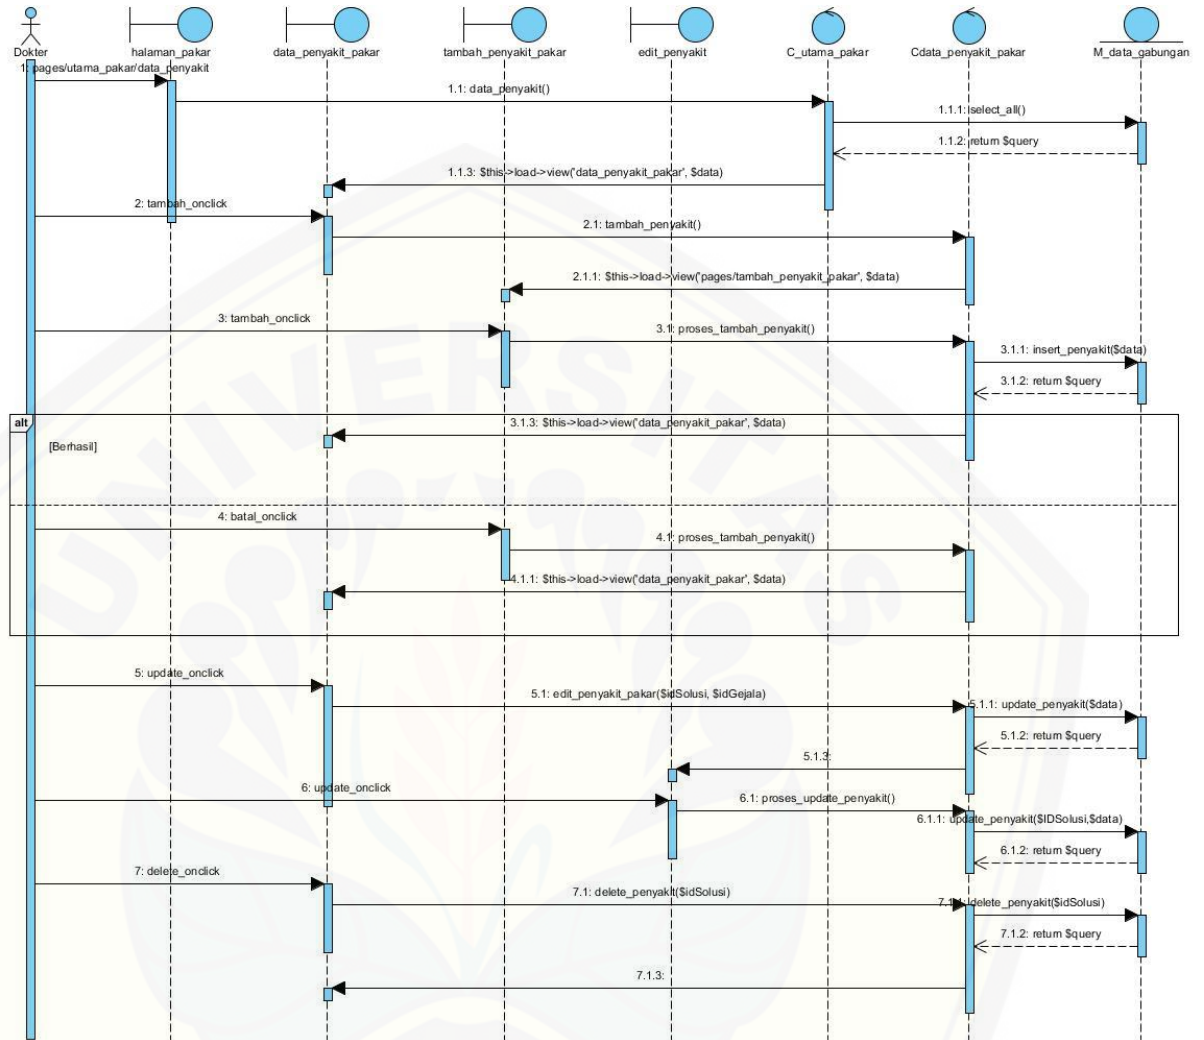 Dokter
halaman_pakar
data_penyakit_pakar
tambah_penyakit_pakar
edit_penyakit
C_utama_pakar
Cdata_penyakit_pakar
M_data_gabungan
1: pages/utama_pakar/data_penyakit
1.1: data_penyakit()
1.1.1: select_all()
1.1.2: return $query
1.1.3: $this->load->view('data_penyakit_pakar', $data)
2: tambah_onclick
2.1: tambah_penyakit()
2.1.1: $this->load->view('pages/tambah_penyakit_pakar', $data)
3: tambah_onclick
3.1: proses_tambah_penyakit()
3.1.1: insert_penyakit($data)
3.1.2: return $query
alt
3.1.3: $this->load->view('data_penyakit_pakar', $data)
[Berhasil]
4: batal_onclick
4.1: proses_tambah_penyakit()
4.1.1: $this->load->view('data_penyakit_pakar', $data)
5: update_onclick
5.1: edit_penyakit_pakar($idSolusi, $idGejala)
5.1.1: update_penyakit($data)
5.1.2: return $query
5.1.3:
6: update_onclick
6.1: proses_update_penyakit()
6.1.1: update_penyakit($IDSolusi,$data)
6.1.2: return $query
7: delete_onclick
7.1: delete_penyakit($idSolusi)
7.1.1: delete_penyakit($idSolusi)
7.1.2: return $query
7.1.3:
UNIVERSITAS